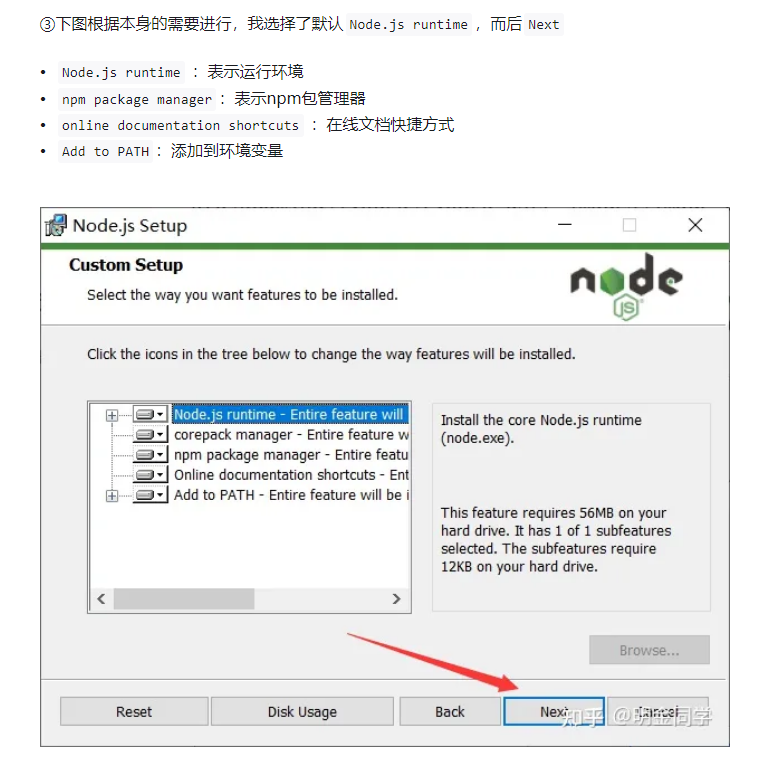 ③下图根据本身的需要进行，我选择了默认 Node.js runtime ，而后 Next
• Node.js runtime ：表示运行环境
• npm package manager ：表示npm包管理器
• online documentation shortcuts ：在线文档快捷方式
• Add to PATH ：添加到环境变量
Node.js Setup
Custom Setup
Select the way you want features to be installed.
node
JS
Click the icons in the tree below to change the way features will be installed.
Node.js runtime - Entire feature will
corepack manager - Entire feature w
npm package manager - Entire featu
Online documentation shortcuts - Ent
Add to PATH - Entire feature will be i
Install the core Node.js runtime
(node.exe).
This feature requires 56MB on your
hard drive. It has 1 of 1 subfeatures
selected. The subfeatures require
12KB on your hard drive.
Browse...
Reset
Disk Usage
Back
Next
Cancel
知乎 @明金同学